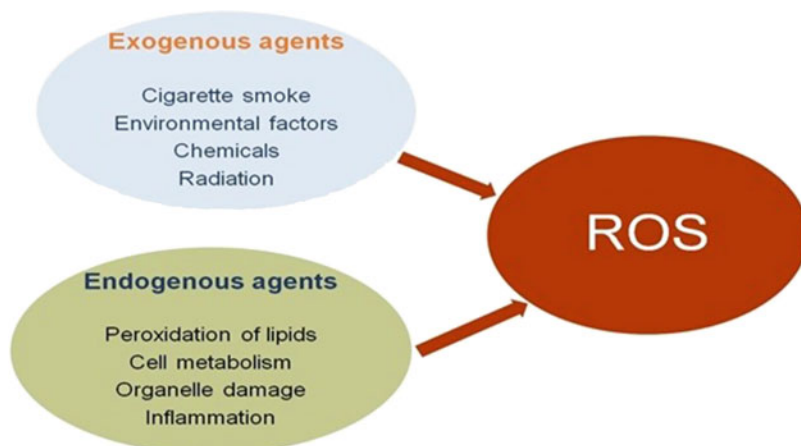 Exogenous agents
Cigarette smoke
Environmental factors
Chemicals
Radiation
ROS
Endogenous agents
Peroxidation of lipids
Cell metabolism
Organelle damage
Inflammation